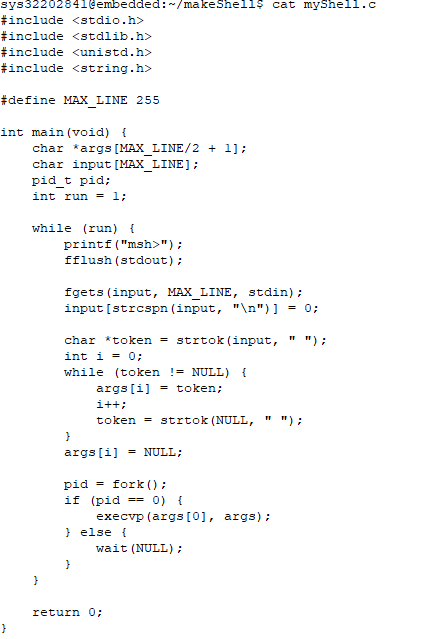 sys32202841@embedded:~/makeShell$ cat myShell.c
#include <stdio.h>
#include <stdlib.h>
#include <unistd.h>
#include <string.h>

#define MAX_LINE 255

int main(void) {
    char *args[MAX_LINE/2 + 1];
    char input[MAX_LINE];
    pid_t pid;
    int run = 1;

    while (run) {
        printf("msh>");
        fflush(stdout);

        fgets(input, MAX_LINE, stdin);
        input[strcspn(input, "\n")] = 0;

        char *token = strtok(input, " ");
        int i = 0;
        while (token != NULL) {
            args[i] = token;
            i++;
            token = strtok(NULL, " ");
        }
        args[i] = NULL;

        pid = fork();
        if (pid == 0) {
            execvp(args[0], args);
        } else {
            wait(NULL);
        }
    }

    return 0;
}